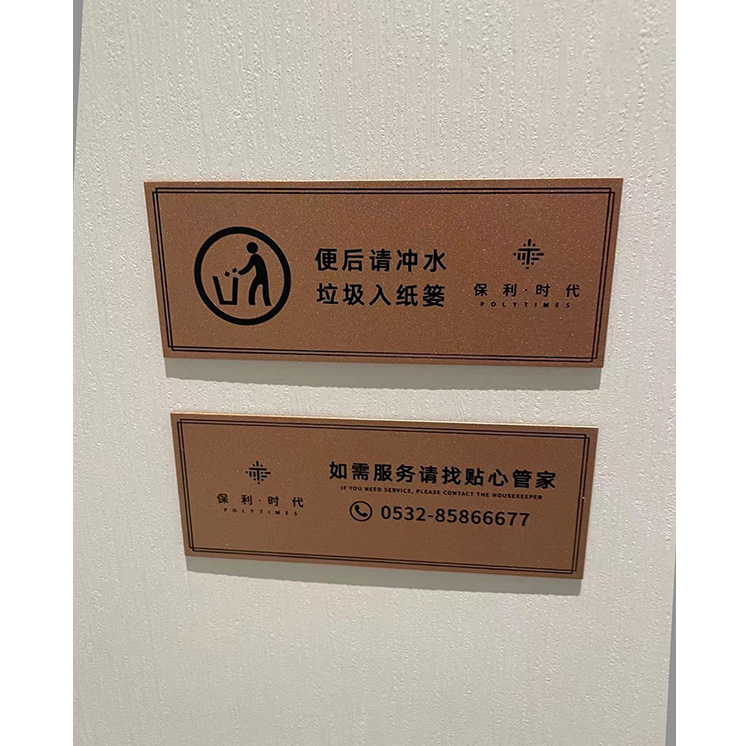 便后请冲水
垃圾入纸篓
保利·时代
POLYTIMES
保利·时代
POLYTIMES
如需服务请找贴心管家
IF YOU NEED SERVICE, PLEASE CONTACT THE HOUSEKEEPER
0532-85866677